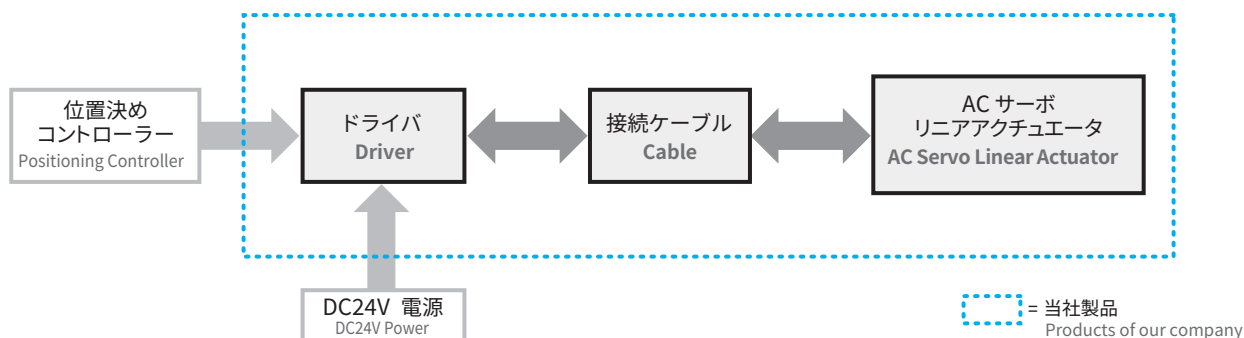 位置決め
コントローラー
Positioning Controller
ドライバ
Driver
接続ケーブル
Cable
AC サーボ
リニアアクチュエータ
AC Servo Linear Actuator
DC24V 電源
DC24V Power
= 当社製品
Products of our company